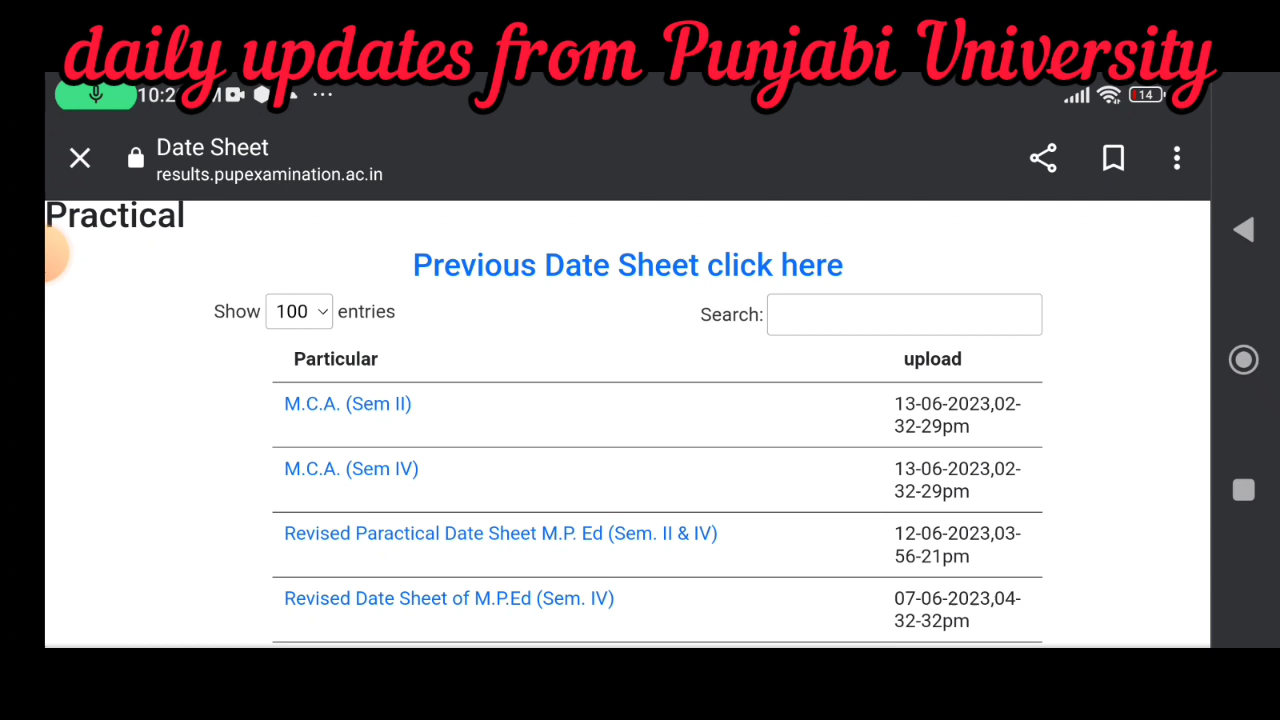 daily updates from Punjabi University
14
Date Sheet
results.pupexamination.ac.in
Practical
Previous Date Sheet click here
Show 100 entries
Search:
Particular upload
M.C.A. (Sem II) 13-06-2023,02-
32-29pm
M.C.A. (Sem IV) 13-06-2023,02-
32-29pm
Revised Paractical Date Sheet M.P. Ed (Sem. II & IV) 12-06-2023,03-
56-21pm
Revised Date Sheet of M.P.Ed (Sem. IV) 07-06-2023,04-
32-32pm